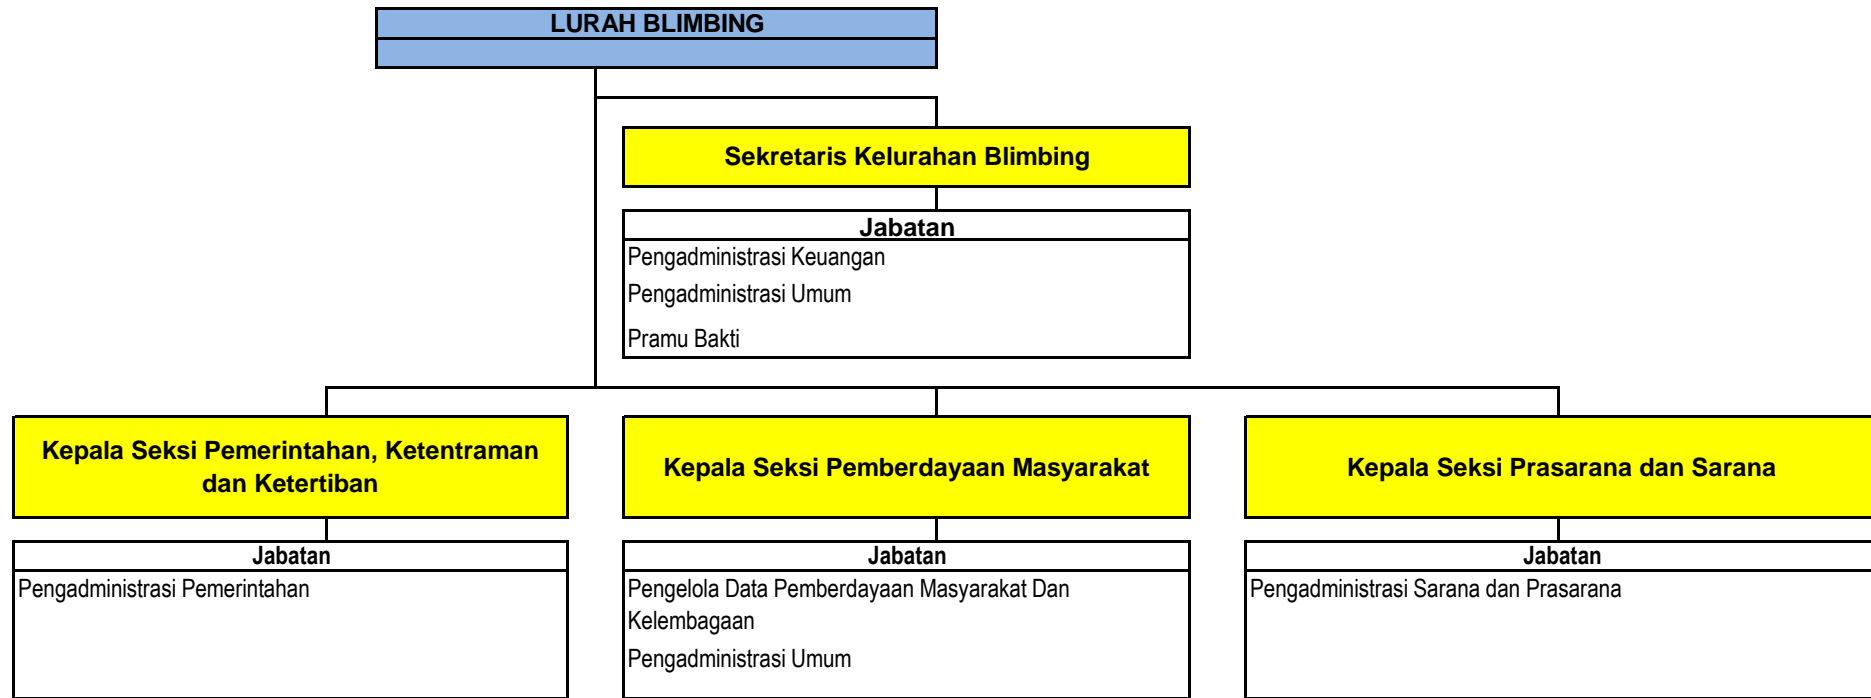 LURAH BLIMBING
Sekretaris Kelurahan Blimbing
Jabatan
Pengadministrasi Keuangan
Pengadministrasi Umum
Pramu Bakti
Kepala Seksi Pemerintahan, Ketentraman
dan Ketertiban
Jabatan
Pengadministrasi Pemerintahan
Kepala Seksi Pemberdayaan Masyarakat
Jabatan
Pengelola Data Pemberdayaan Masyarakat Dan
Kelembagaan
Pengadministrasi Umum
Kepala Seksi Prasarana dan Sarana
Jabatan
Pengadministrasi Sarana dan Prasarana